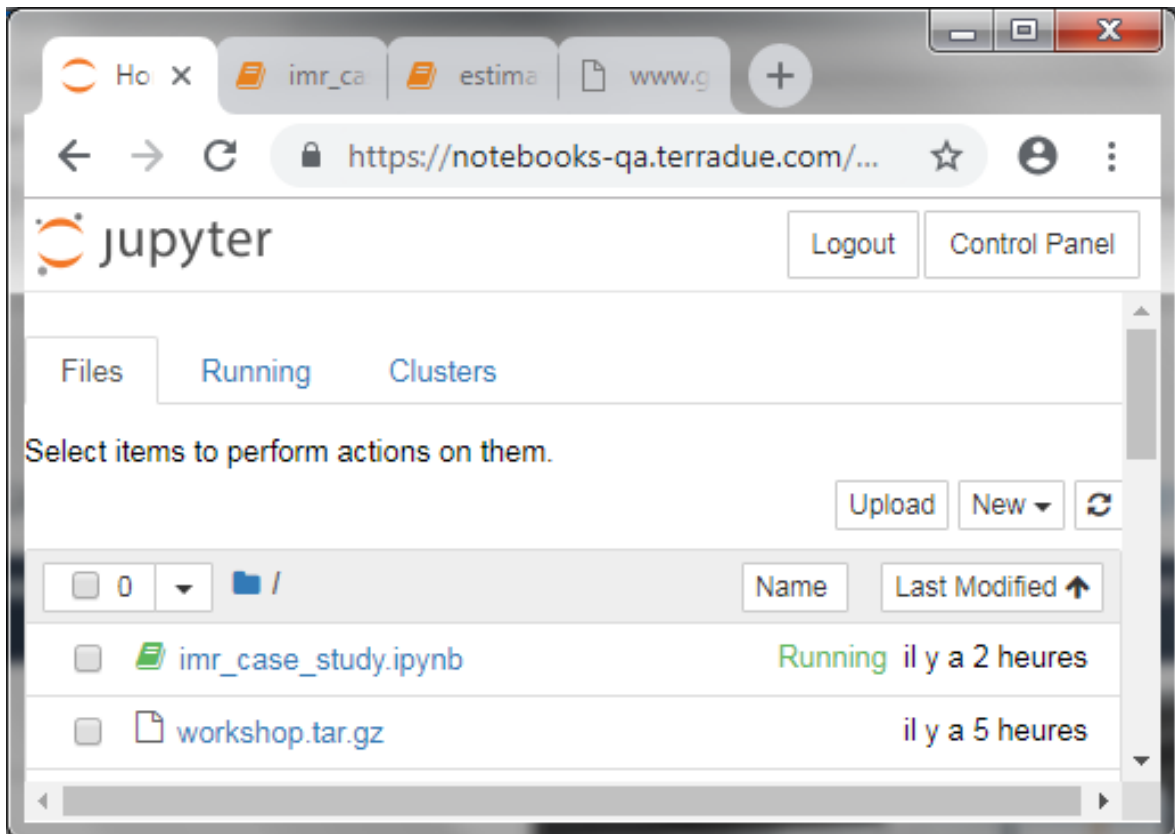 Ho imr_ca estima www.g
https://notebooks-qa.terradue.com/...
jupyter Logout Control Panel
Files Running Clusters
Select items to perform actions on them.
Upload New
0 / Name Last Modified
imr_case_study.ipynb Running il y a 2 heures
workshop.tar.gz il y a 5 heures